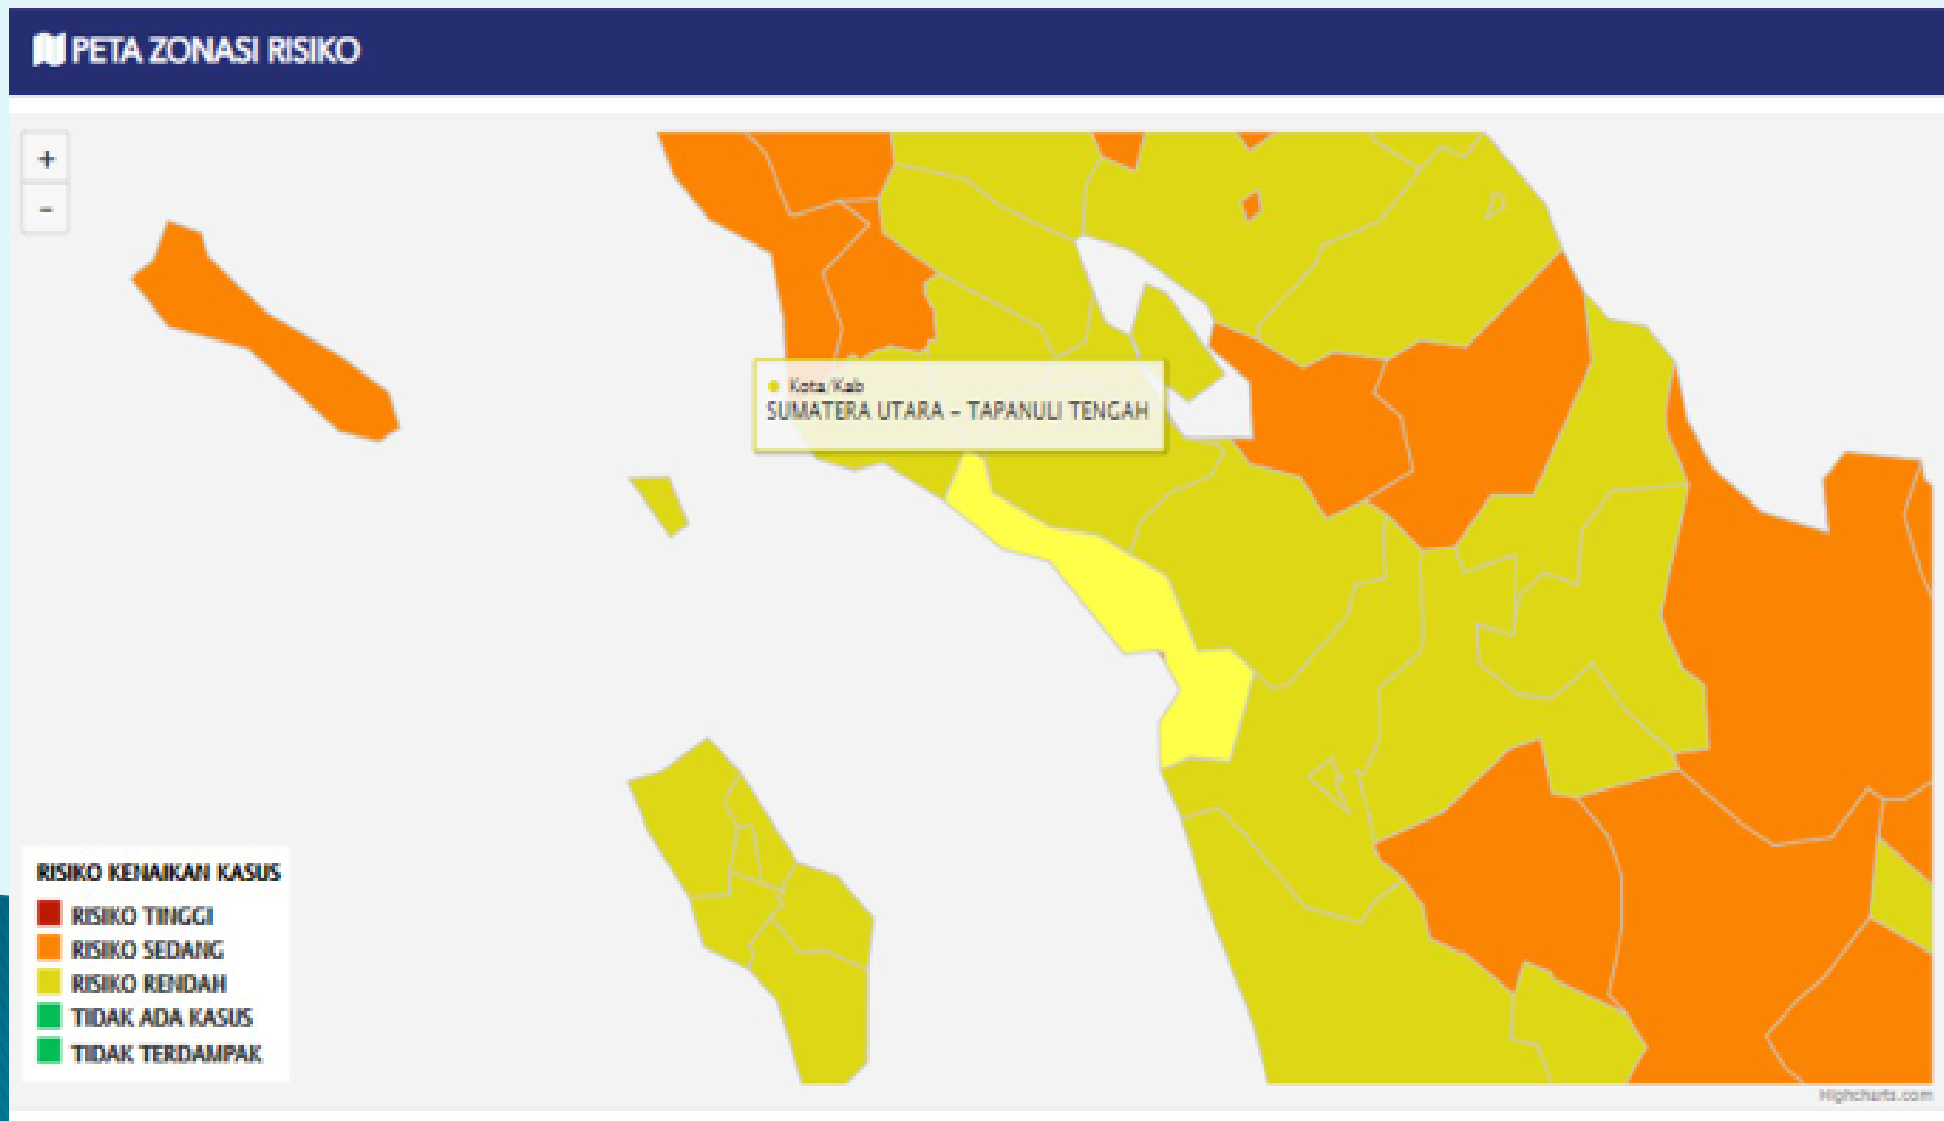 PETA ZONASI RISIKO
+
-
Kota/Kab
SUMATERA UTARA - TAPANULI TENGAH
RISIKO KENAIKAN KASUS
RISIKO TINGGI
RISIKO SEDANG
RISIKO RENDAH
TIDAK ADA KASUS
TIDAK TERDAMPAK
Highcharts.com